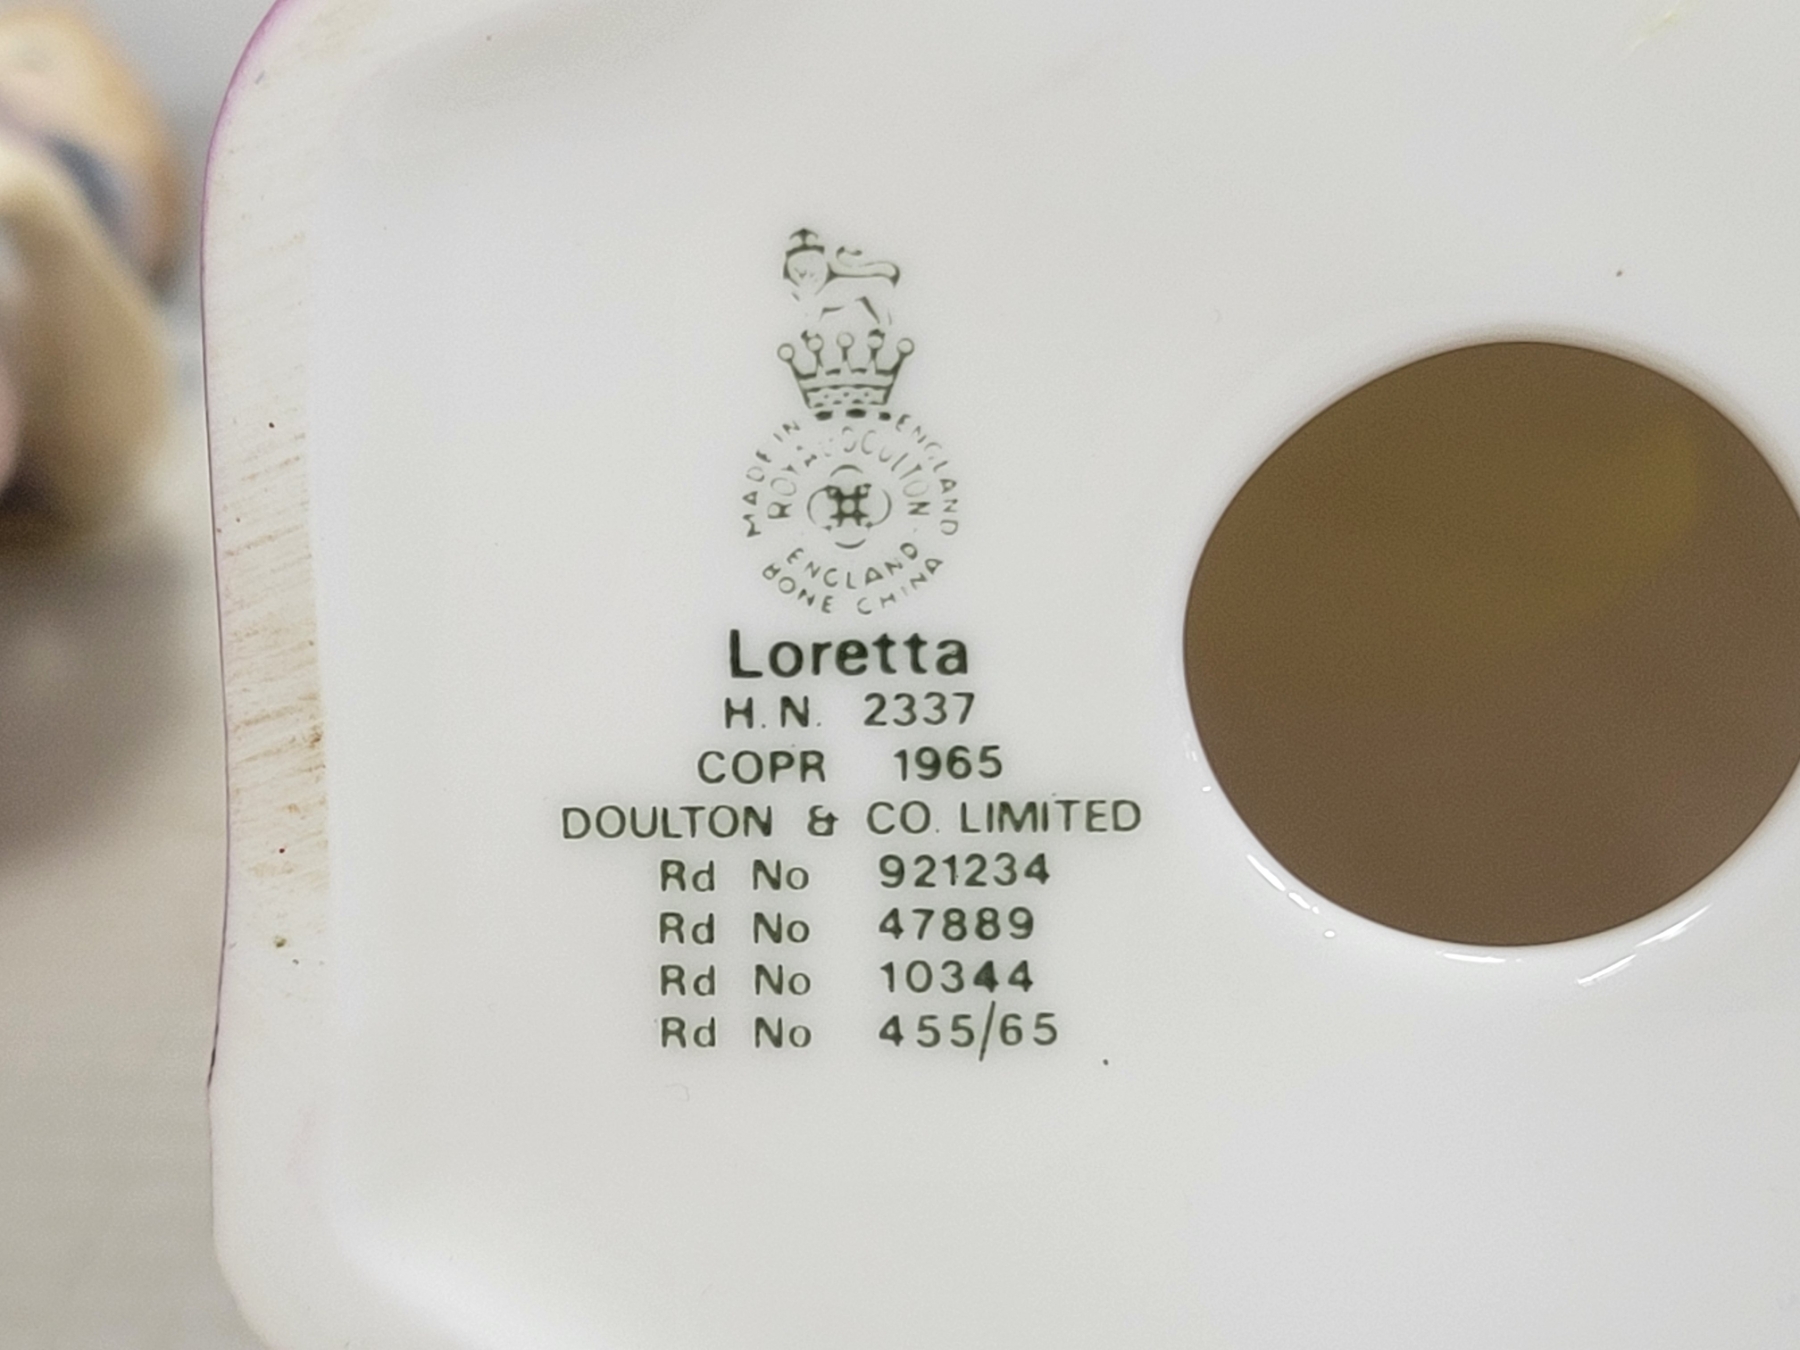 MADE IN ENGLAND
ROYAL DOULTON
ENGLAND
BONE CHINA
Loretta
H.N. 2337
COPR 1965
DOULTON & CO. LIMITED
Rd No 921234
Rd No 47889
Rd No 10344
Rd No 455/65